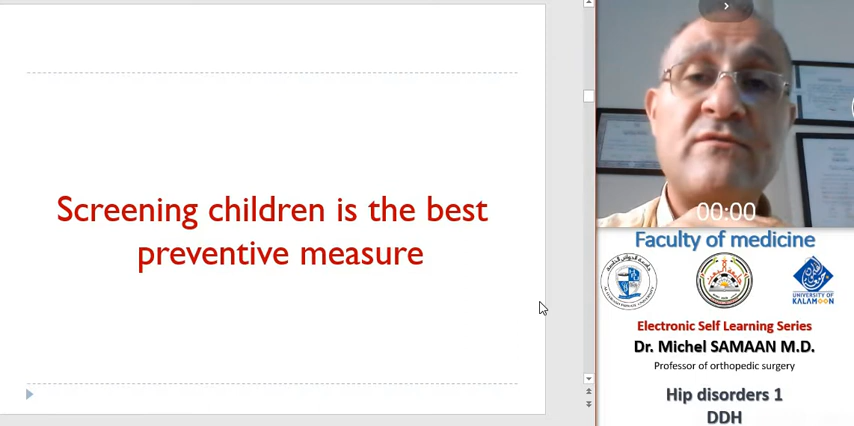 Screening children is the best
preventive measure
00:00
Faculty of medicine
UNIVERSITY OF
KALAMOON
Electronic Self Learning Series
Dr. Michel SAMAAN M.D.
Professor of orthopedic surgery
Hip disorders 1
DDH